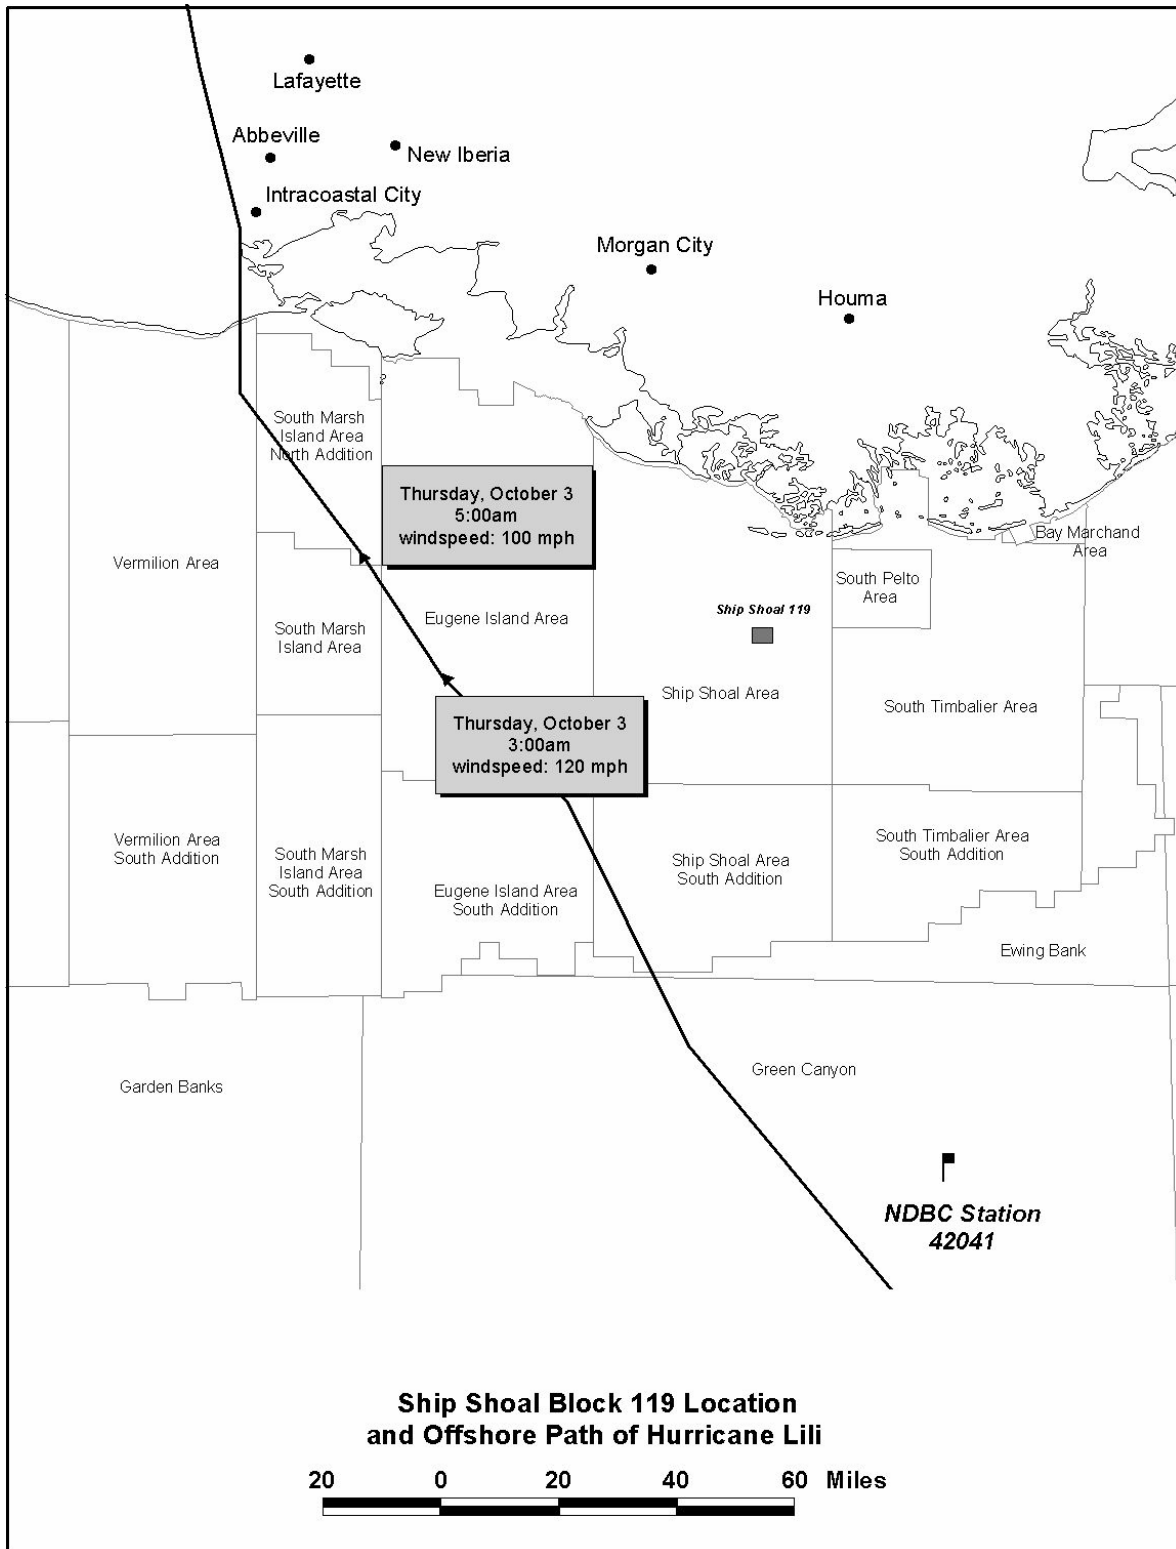 Lafayette
Abbeville
New Iberia
Intracoastal City
Morgan City
Houma
South Marsh
Island Area
North Addition
Thursday, October 3
5:00am
windspeed: 100 mph
Bay Marchand
Area
Vermilion Area
South Pelto
Area
Ship Shoal 119
Eugene Island Area
South Marsh
Island Area
Ship Shoal Area
South Timbalier Area
Thursday, October 3
3:00am
windspeed: 120 mph
Vermilion Area
South Addition
South Marsh
Island Area
South Addition
Eugene Island Area
South Addition
Ship Shoal Area
South Addition
South Timbalier Area
South Addition
Ewing Bank
Garden Banks
Green Canyon
NDBC Station
42041
Ship Shoal Block 119 Location
and Offshore Path of Hurricane Lili
20 0 20 40 60 Miles